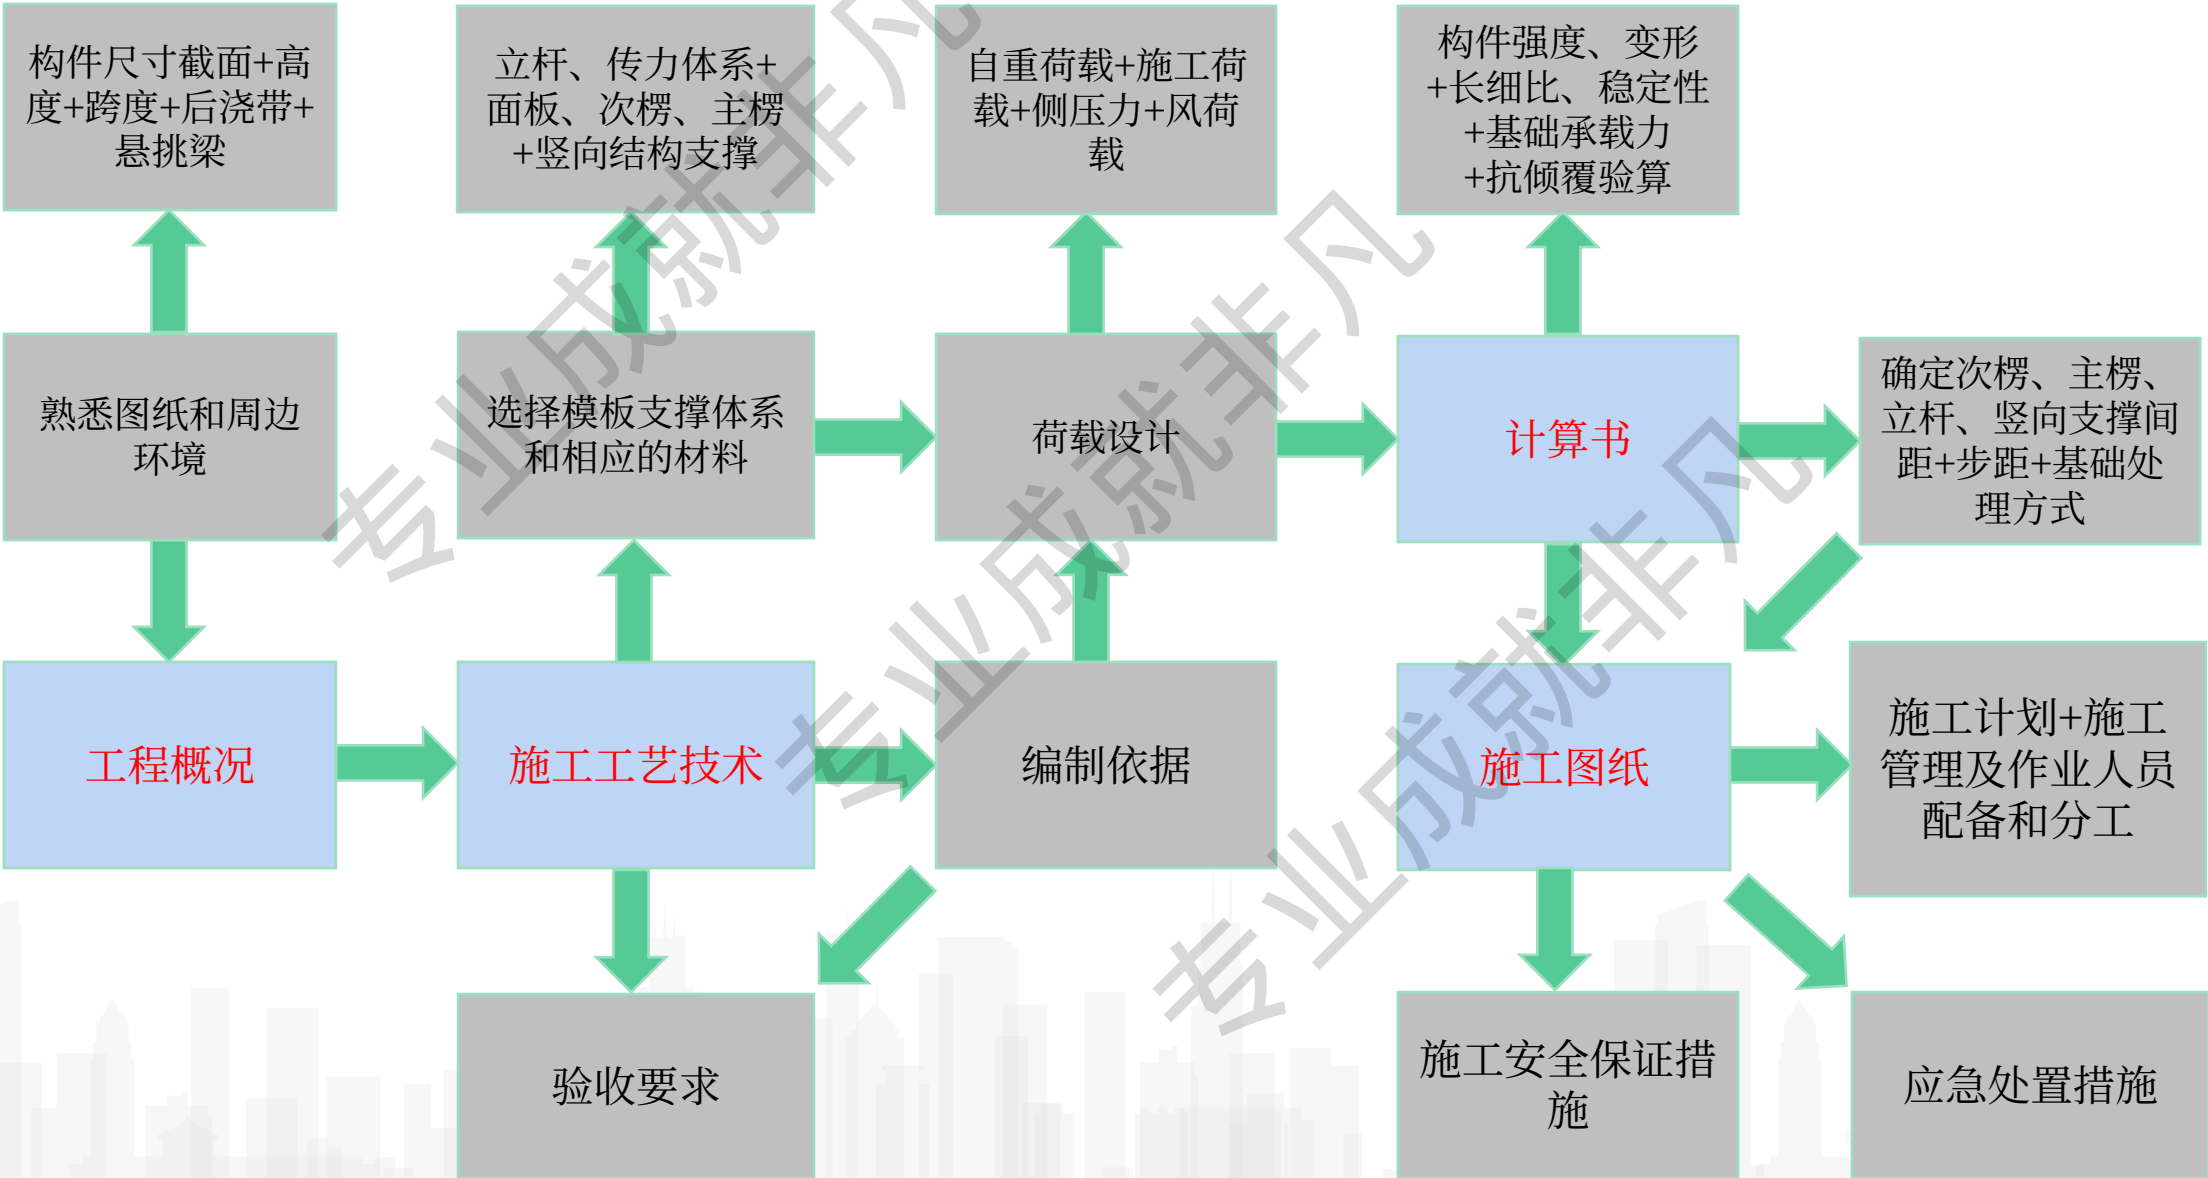 构件尺寸截面+高
度+跨度+后浇带+
悬挑梁
立杆、传力体系+
面板、次楞、主楞
+竖向结构支撑
自重荷载+施工荷
载+侧压力+风荷
载
构件强度、变形
+长细比、稳定性
+基础承载力
+抗倾覆验算
熟悉图纸和周边
环境
选择模板支撑体系
和相应的材料
荷载设计
计算书
确定次楞、主楞、
立杆、竖向支撑间
距+步距+基础处
理方式
工程概况
施工工艺技术
编制依据
施工图纸
施工计划+施工
管理及作业人员
配备和分工
验收要求
施工安全保证措
施
应急处置措施
专业成就非凡
专业成就非凡
专业成就非凡